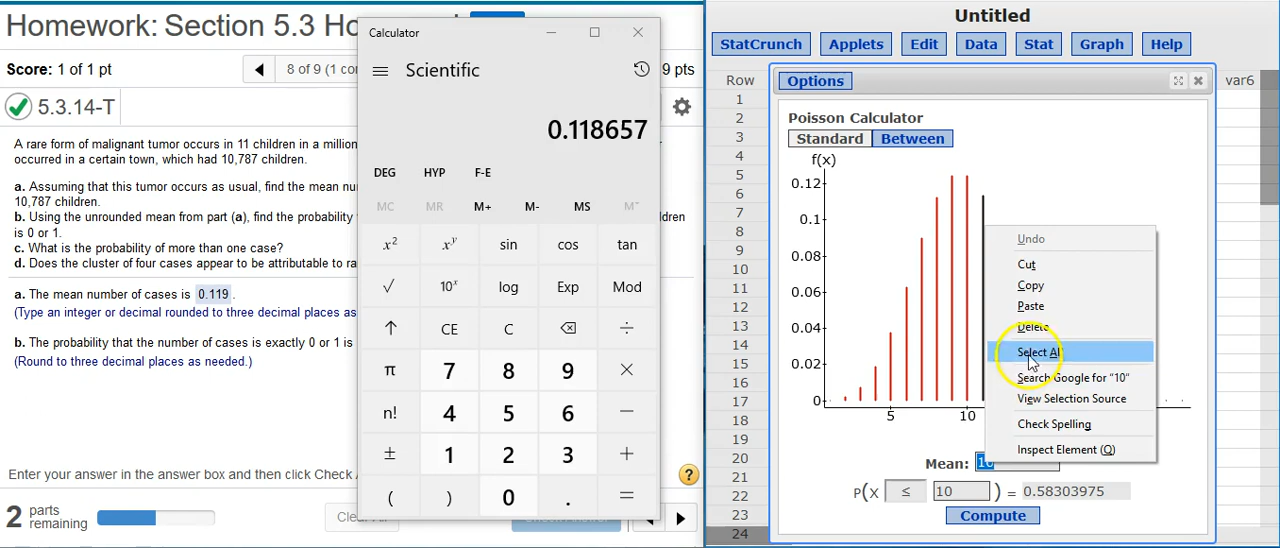 Homework: Section 5.3 Ho
Score: 1 of 1 pt
8 of 9 (1 co
9 pts
5.3.14-T
A rare form of malignant tumor occurs in 11 children in a million
occurred in a certain town, which had 10,787 children.
a. Assuming that this tumor occurs as usual, find the mean nu
10,787 children.
b. Using the unrounded mean from part (a), find the probability
ldren
is 0 or 1.
c. What is the probability of more than one case?
d. Does the cluster of four cases appear to be attributable to ra
a. The mean number of cases is 0.119 .
(Type an integer or decimal rounded to three decimal places as
b. The probability that the number of cases is exactly 0 or 1 is
(Round to three decimal places as needed.)
Enter your answer in the answer box and then click Check
?
2 parts
remaining
Clear All
Calculator
Scientific
0.118657
DEG HYP F-E
MC MR M+ M- MS M˅
x² xʸ sin cos tan
√ 10ˣ log Exp Mod
↑ CE C ⌫ ÷
π 7 8 9 ×
n! 4 5 6 −
± 1 2 3 +
( ) 0 . =
Untitled
StatCrunch Applets Edit Data Stat Graph Help
Row
var6
1
2
3
4
5
6
7
8
9
10
11
12
13
14
15
16
17
18
19
20
21
22
23
24
Options
Poisson Calculator
Standard Between
f(x)
0.12
0.1
0.08
0.06
0.04
0.02
0
5 10
Undo
Cut
Copy
Paste
Delete
Select All
Search Google for "10"
View Selection Source
Check Spelling
Inspect Element (Q)
Mean: 10
P(X ≤ 10 ) = 0.58303975
Compute